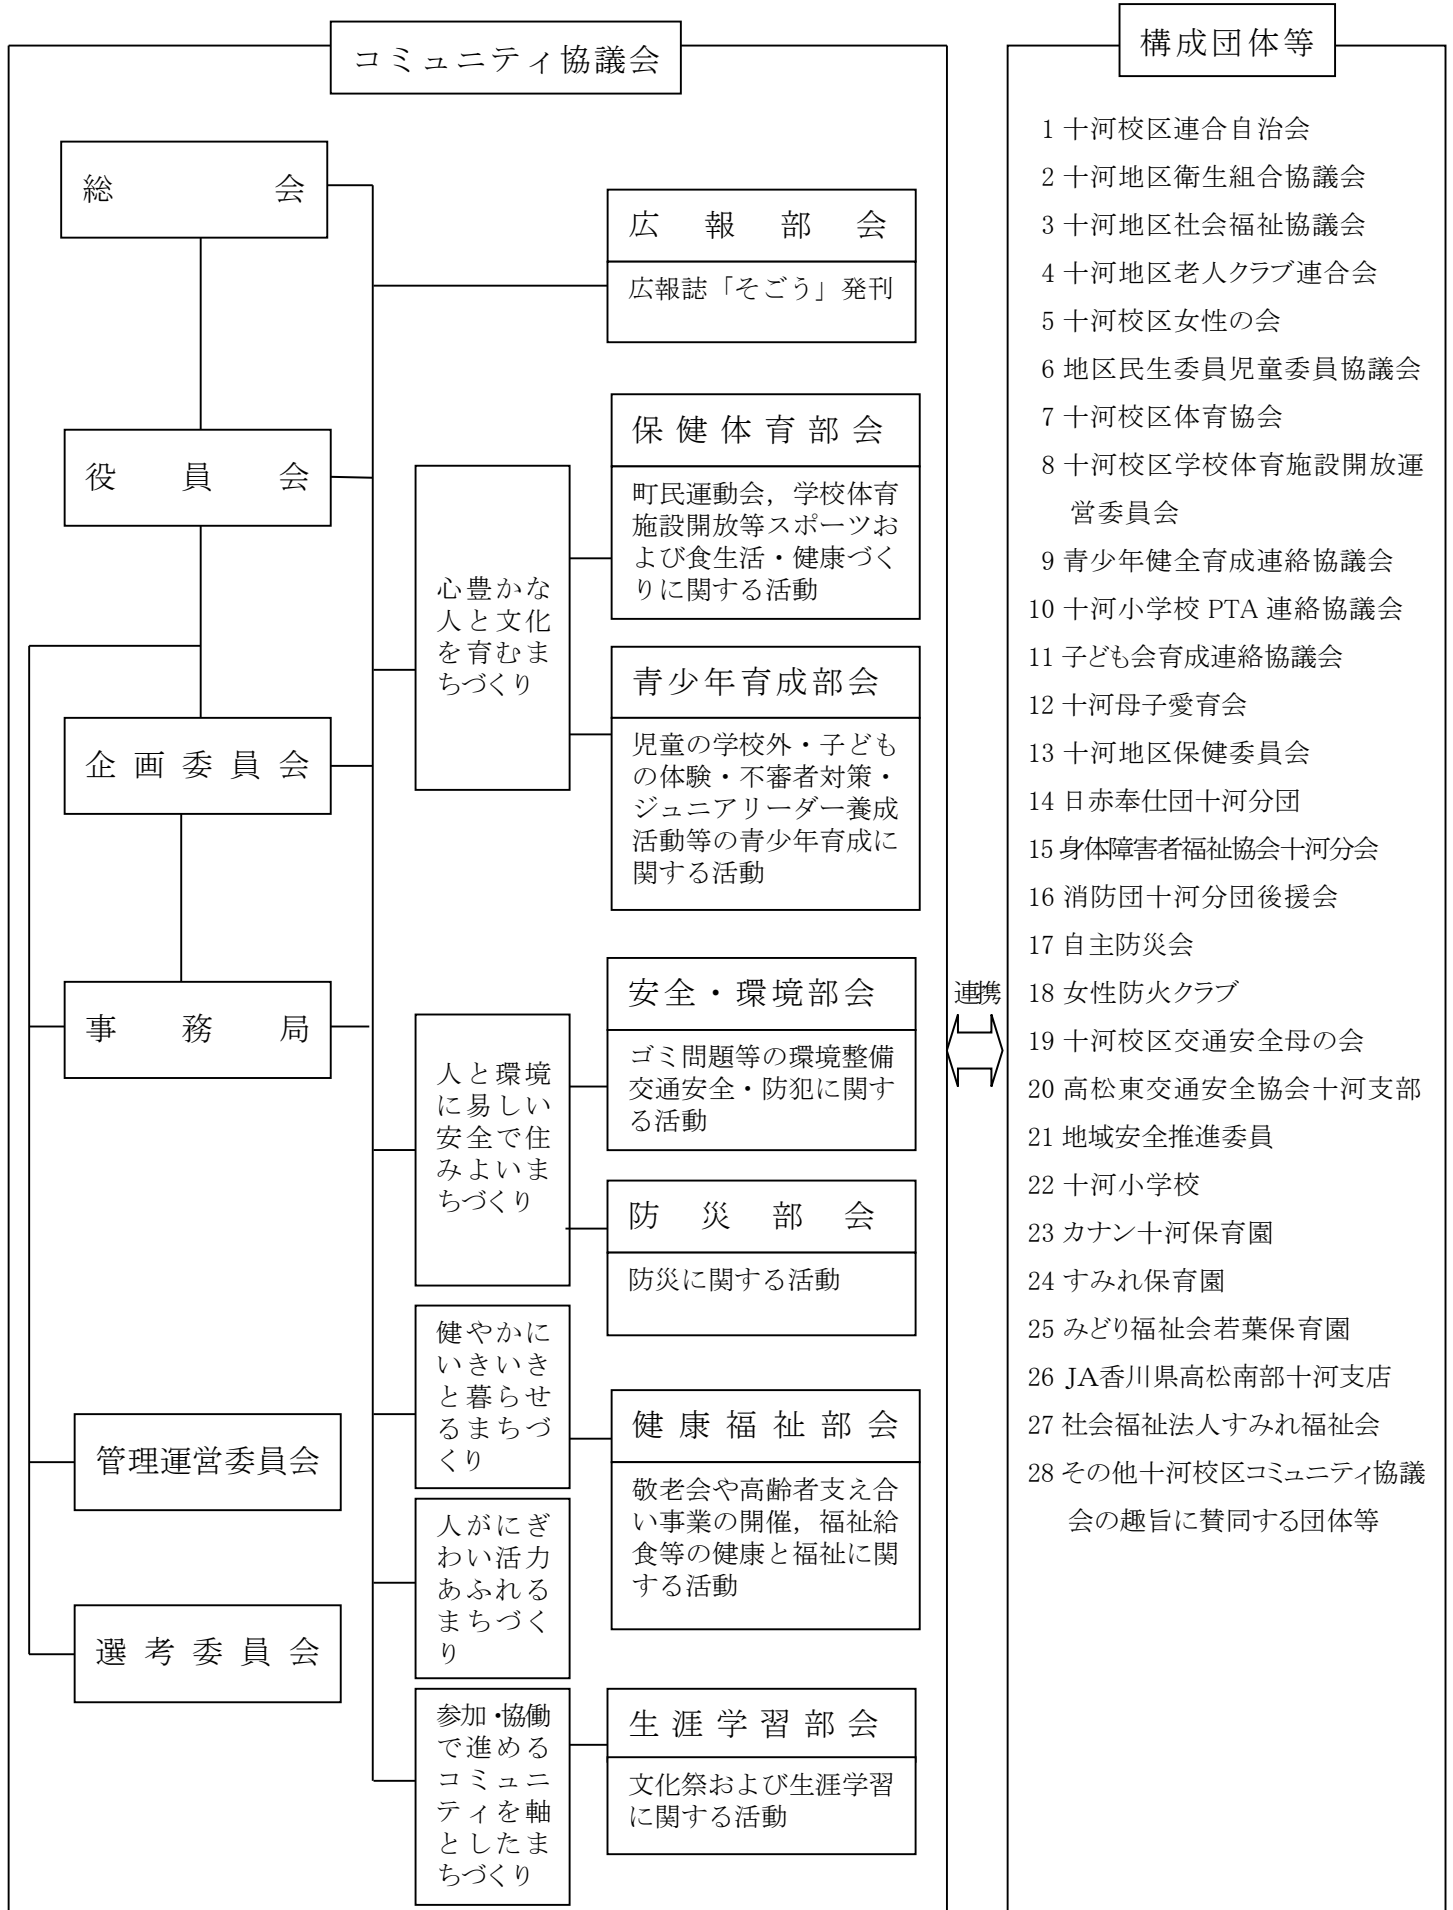 コミュニティ協議会
総会
役員会
企画委員会
事務局
管理運営委員会
選考委員会
心豊かな
人と文化
を育むま
ちづくり
人と環境
に易しい
安全で住
みよいま
ちづくり
健やかに
いきいき
と暮らせ
るまちづ
くり
人がにぎ
わい活力
あふれる
まちづく
り
参加・協働
で進める
コミュニ
ティを軸
としたま
ちづくり
広報部会
広報誌「そごう」発刊
保健体育部会
町民運動会，学校体育
施設開放等スポーツお
よび食生活・健康づく
りに関する活動
青少年育成部会
児童の学校外・子ども
の体験・不審者対策・
ジュニアリーダー養成
活動等の青少年育成に
関する活動
安全・環境部会
ゴミ問題等の環境整備
交通安全・防犯に関す
る活動
防災部会
防災に関する活動
健康福祉部会
敬老会や高齢者支え合
い事業の開催，福祉給
食等の健康と福祉に関
する活動
生涯学習部会
文化祭および生涯学習
に関する活動
連携
構成団体等
1 十河校区連合自治会
2 十河地区衛生組合協議会
3 十河地区社会福祉協議会
4 十河地区老人クラブ連合会
5 十河校区女性の会
6 地区民生委員児童委員協議会
7 十河校区体育協会
8 十河校区学校体育施設開放運
営委員会
9 青少年健全育成連絡協議会
10 十河小学校 PTA 連絡協議会
11 子ども会育成連絡協議会
12 十河母子愛育会
13 十河地区保健委員会
14 日赤奉仕団十河分団
15 身体障害者福祉協会十河分会
16 消防団十河分団後援会
17 自主防災会
18 女性防火クラブ
19 十河校区交通安全母の会
20 高松東交通安全協会十河支部
21 地域安全推進委員
22 十河小学校
23 カナン十河保育園
24 すみれ保育園
25 みどり福祉会若葉保育園
26 JA香川県高松南部十河支店
27 社会福祉法人すみれ福祉会
28 その他十河校区コミュニティ協議
会の趣旨に賛同する団体等